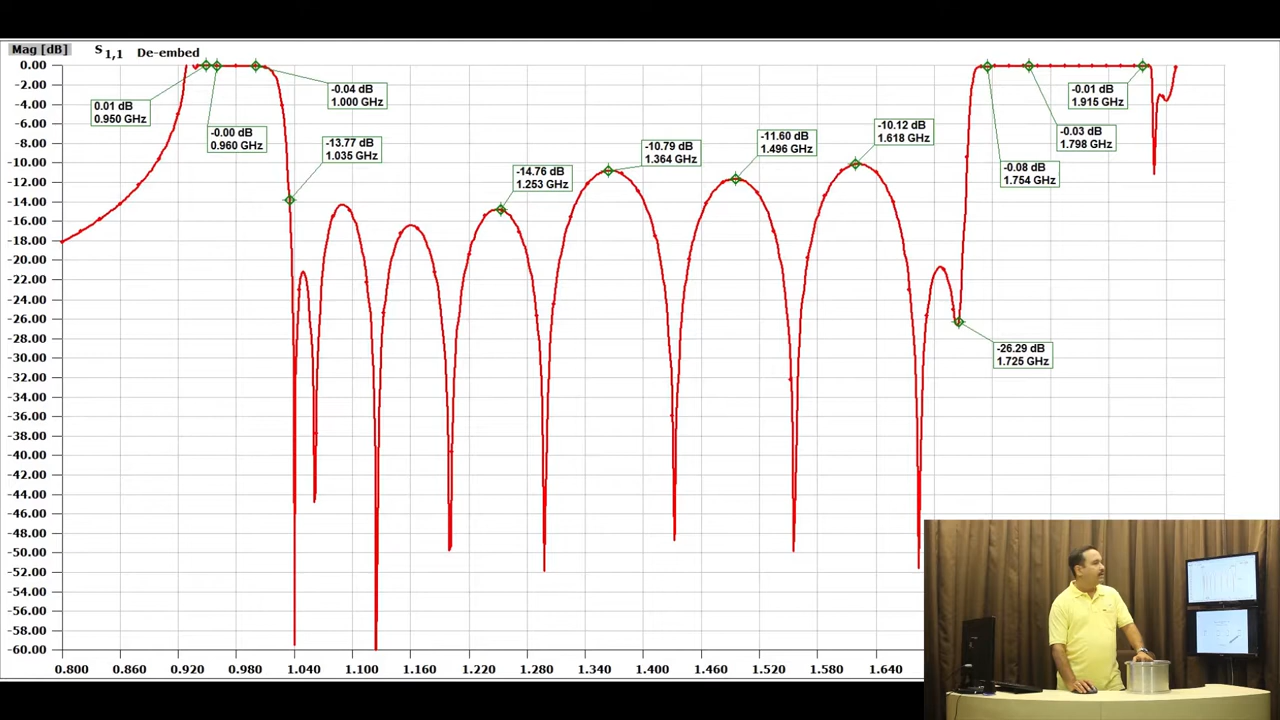 Mag [dB] S 1,1 De-embed
0.00
-2.00
-4.00
-6.00
-8.00
-10.00
-12.00
-14.00
-16.00
-18.00
-20.00
-22.00
-24.00
-26.00
-28.00
-30.00
-32.00
-34.00
-36.00
-38.00
-40.00
-42.00
-44.00
-46.00
-48.00
-50.00
-52.00
-54.00
-56.00
-58.00
-60.00
0.01 dB
0.950 GHz
-0.00 dB
0.960 GHz
-0.04 dB
1.000 GHz
-13.77 dB
1.035 GHz
-14.76 dB
1.253 GHz
-10.79 dB
1.364 GHz
-11.60 dB
1.496 GHz
-10.12 dB
1.618 GHz
-26.29 dB
1.725 GHz
-0.08 dB
1.754 GHz
-0.03 dB
1.798 GHz
-0.01 dB
1.915 GHz
0.800 0.860 0.920 0.980 1.040 1.100 1.160 1.220 1.280 1.340 1.400 1.460 1.520 1.580 1.640